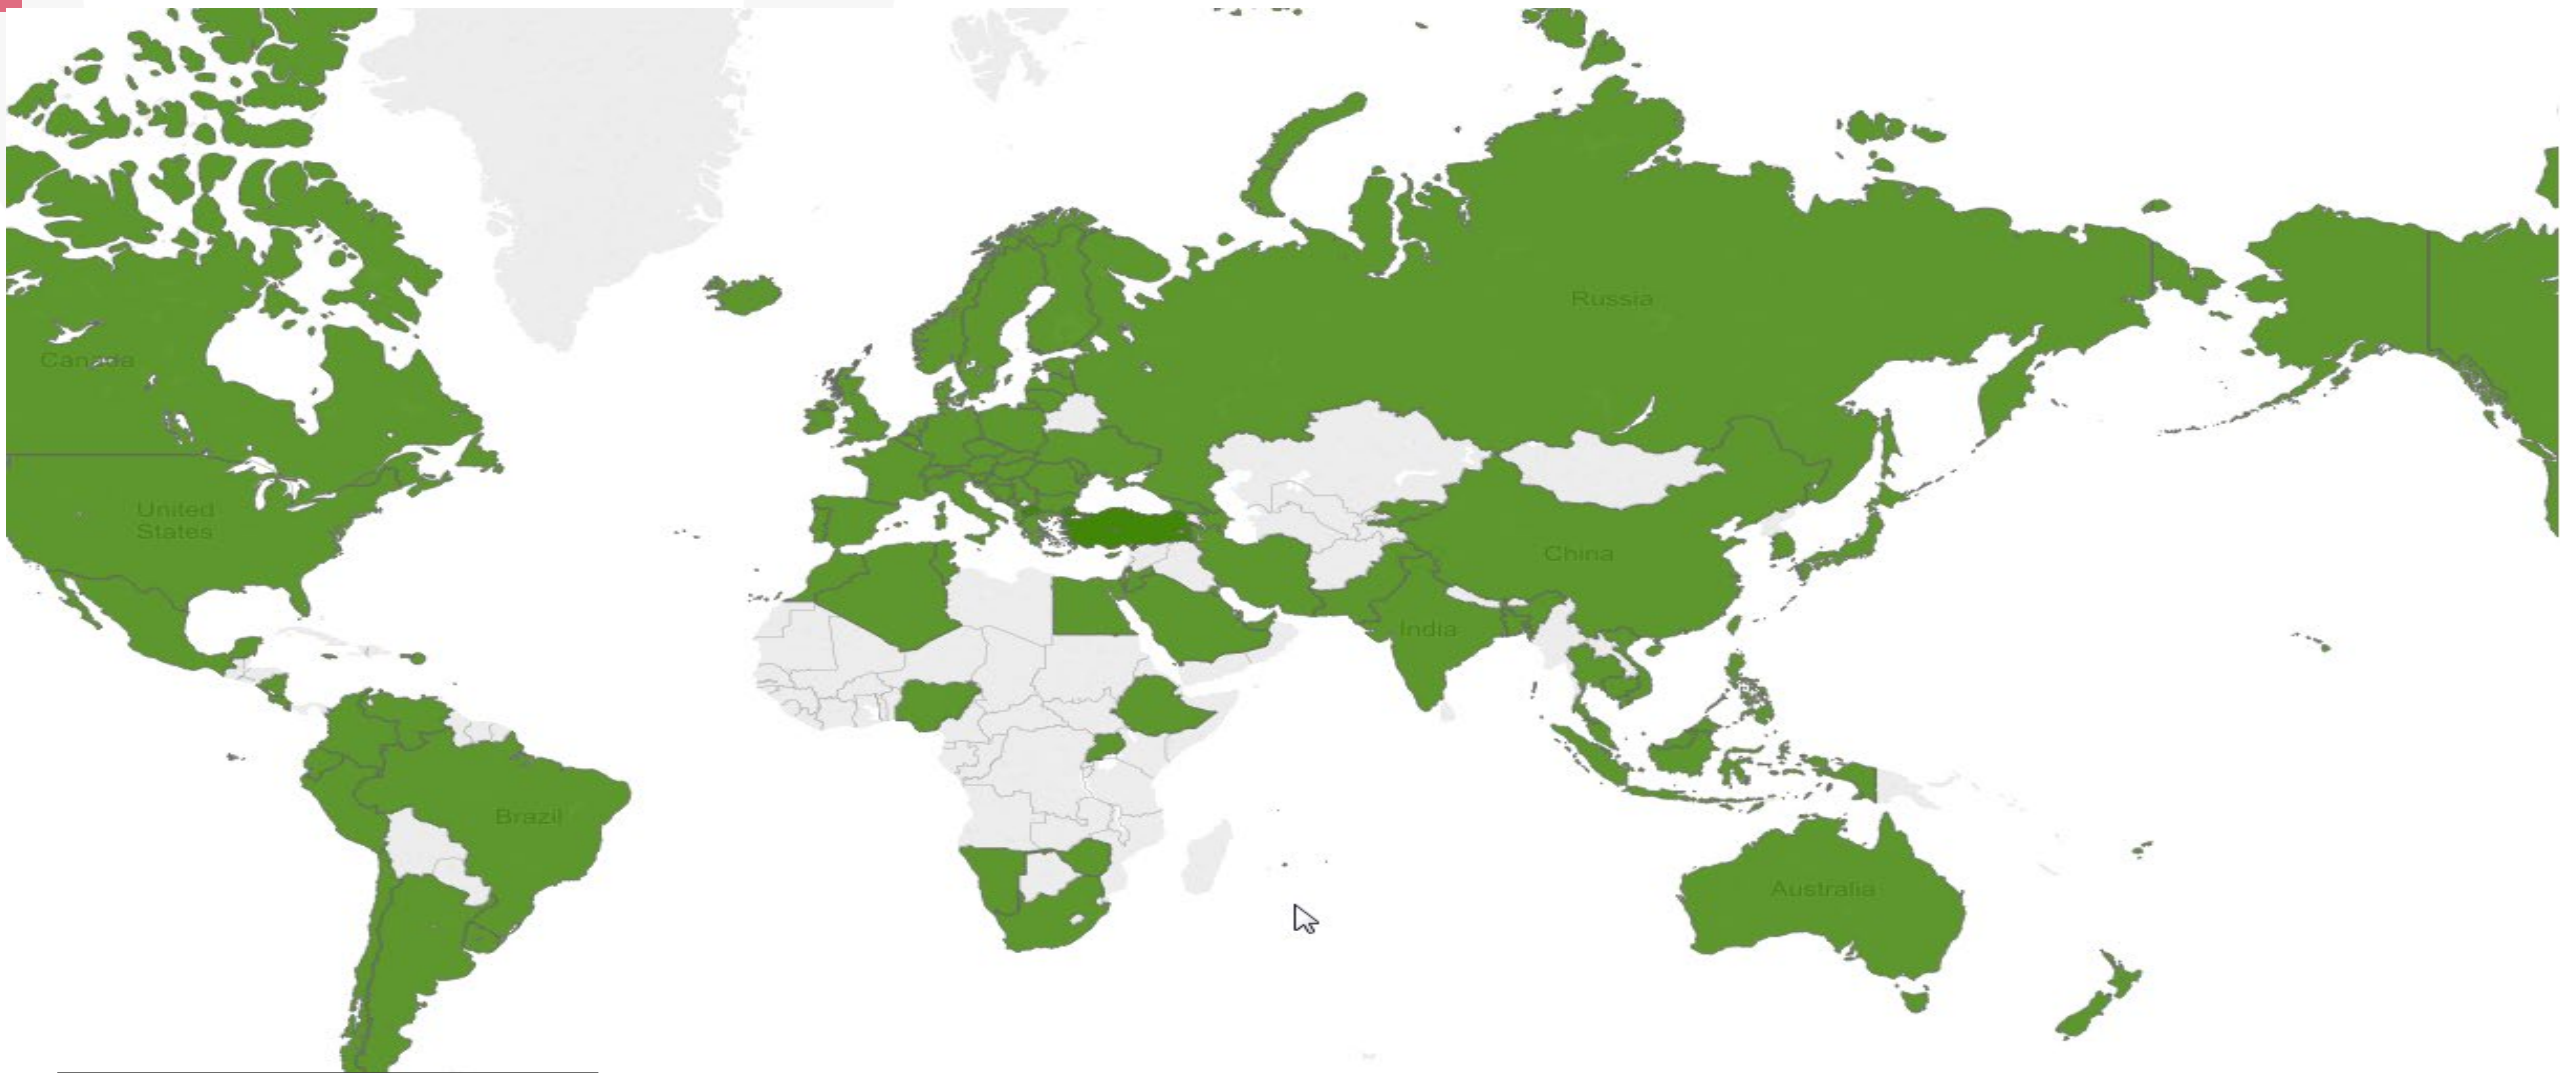 Russia
Canada
United
States
China
India
Brazil
Australia